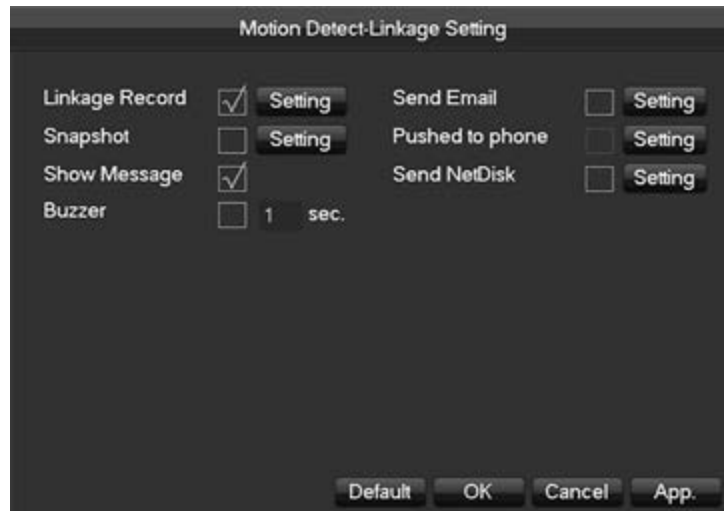 Motion Detect-Linkage Setting
Linkage Record Setting Send Email Setting
Snapshot Setting Pushed to phone Setting
Show Message Send NetDisk Setting
Buzzer 1 sec.
Default OK Cancel App.